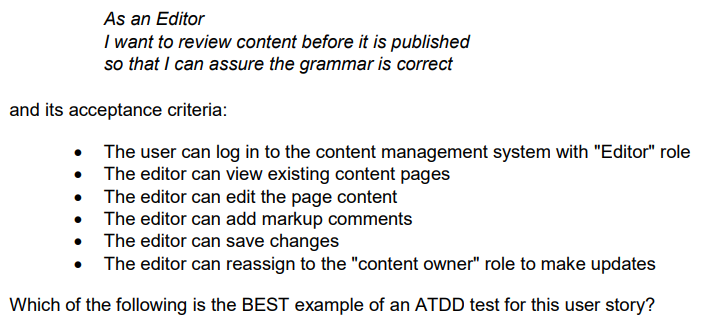 As an Editor
I want to review content before it is published
so that I can assure the grammar is correct
and its acceptance criteria:
• The user can log in to the content management system with "Editor" role
• The editor can view existing content pages
• The editor can edit the page content
• The editor can add markup comments
• The editor can save changes
• The editor can reassign to the "content owner" role to make updates
Which of the following is the BEST example of an ATDD test for this user story?